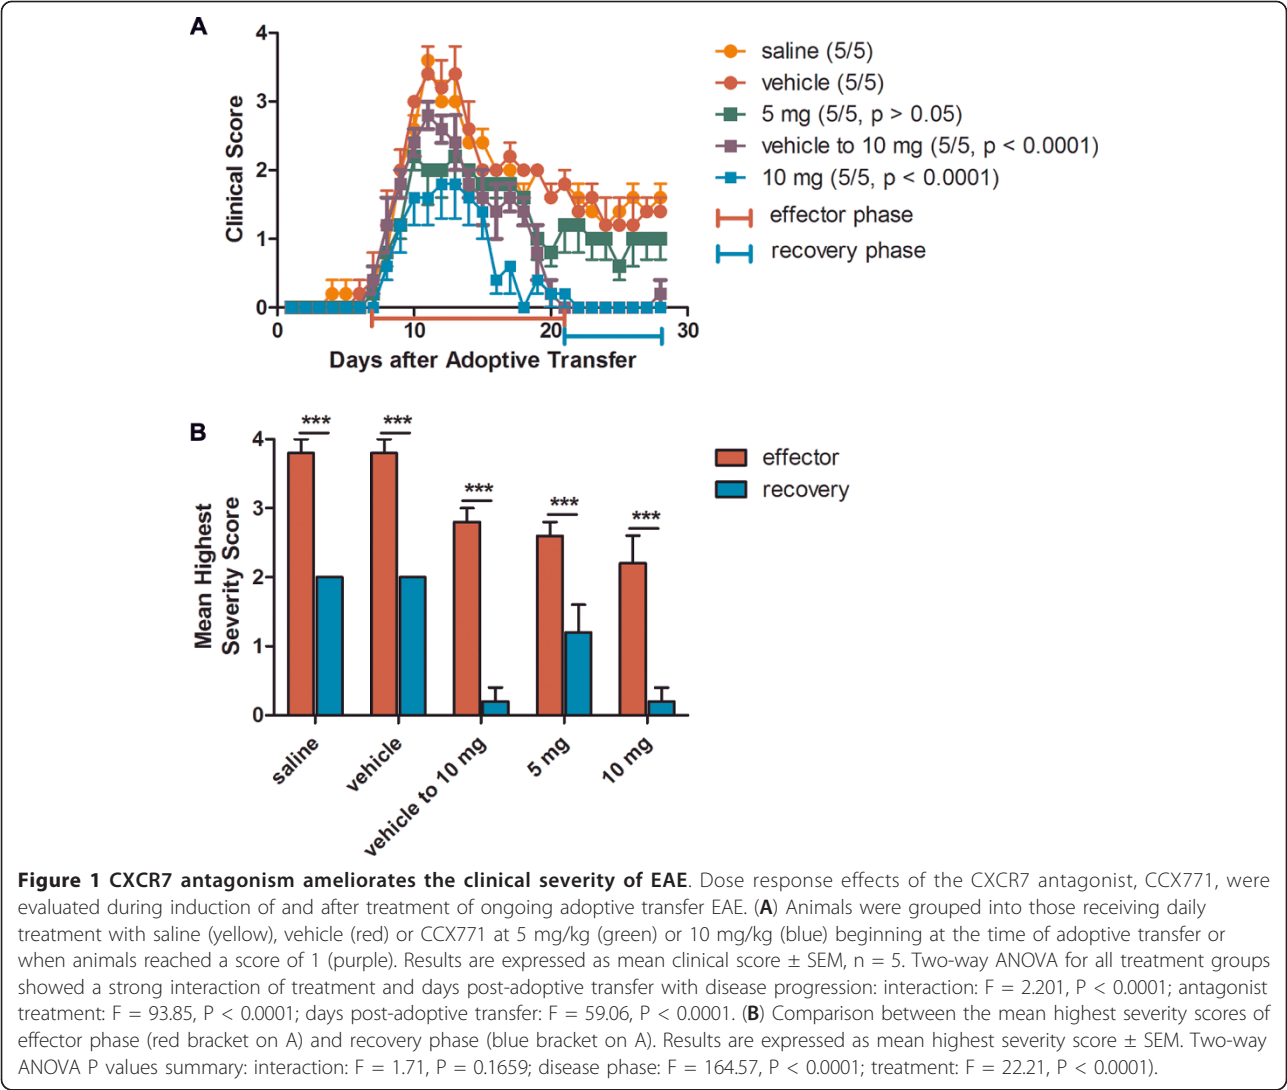 A
4
3
2
1
0
Clinical Score
0
10
20
30
Days after Adoptive Transfer
saline (5/5)
vehicle (5/5)
5 mg (5/5, p > 0.05)
vehicle to 10 mg (5/5, p < 0.0001)
10 mg (5/5, p < 0.0001)
effector phase
recovery phase
B
4
3
2
1
0
Mean Highest
Severity Score
***
***
***
***
***
saline
vehicle
vehicle to 10 mg
5 mg
10 mg
effector
recovery
Figure 1 CXCR7 antagonism ameliorates the clinical severity of EAE. Dose response effects of the CXCR7 antagonist, CCX771, were
evaluated during induction of and after treatment of ongoing adoptive transfer EAE. (A) Animals were grouped into those receiving daily
treatment with saline (yellow), vehicle (red) or CCX771 at 5 mg/kg (green) or 10 mg/kg (blue) beginning at the time of adoptive transfer or
when animals reached a score of 1 (purple). Results are expressed as mean clinical score ± SEM, n = 5. Two-way ANOVA for all treatment groups
showed a strong interaction of treatment and days post-adoptive transfer with disease progression: interaction: F = 2.201, P < 0.0001; antagonist
treatment: F = 93.85, P < 0.0001; days post-adoptive transfer: F = 59.06, P < 0.0001. (B) Comparison between the mean highest severity scores of
effector phase (red bracket on A) and recovery phase (blue bracket on A). Results are expressed as mean highest severity score ± SEM. Two-way
ANOVA P values summary: interaction: F = 1.71, P = 0.1659; disease phase: F = 164.57, P < 0.0001; treatment: F = 22.21, P < 0.0001).